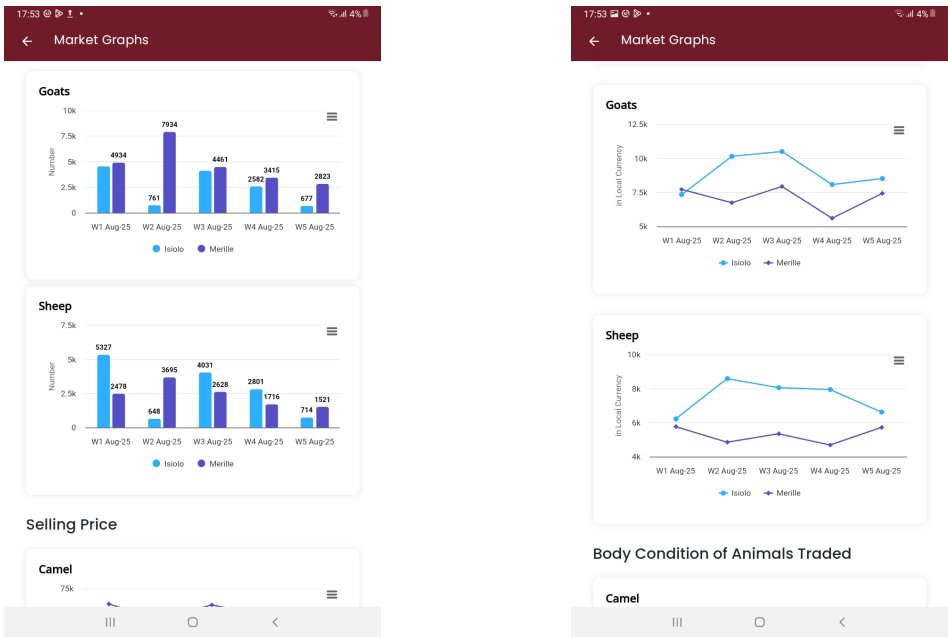 17:53
4%
Market Graphs
Goats
10k
7.5k
5k
2.5k
0
Number
4934
761
7934
4461
2582
3415
677
2823
W1 Aug-25 W2 Aug-25 W3 Aug-25 W4 Aug-25 W5 Aug-25
Isiolo Merille
Sheep
7.5k
5k
2.5k
0
Number
5327
2478
648
3695
4031
2628
2801
1716
714
1521
W1 Aug-25 W2 Aug-25 W3 Aug-25 W4 Aug-25 W5 Aug-25
Isiolo Merille
Selling Price
Camel
75k
17:53
4%
Market Graphs
Goats
12.5k
10k
7.5k
5k
in Local Currency
W1 Aug-25 W2 Aug-25 W3 Aug-25 W4 Aug-25 W5 Aug-25
Isiolo Merille
Sheep
10k
8k
6k
4k
in Local Currency
W1 Aug-25 W2 Aug-25 W3 Aug-25 W4 Aug-25 W5 Aug-25
Isiolo Merille
Body Condition of Animals Traded
Camel